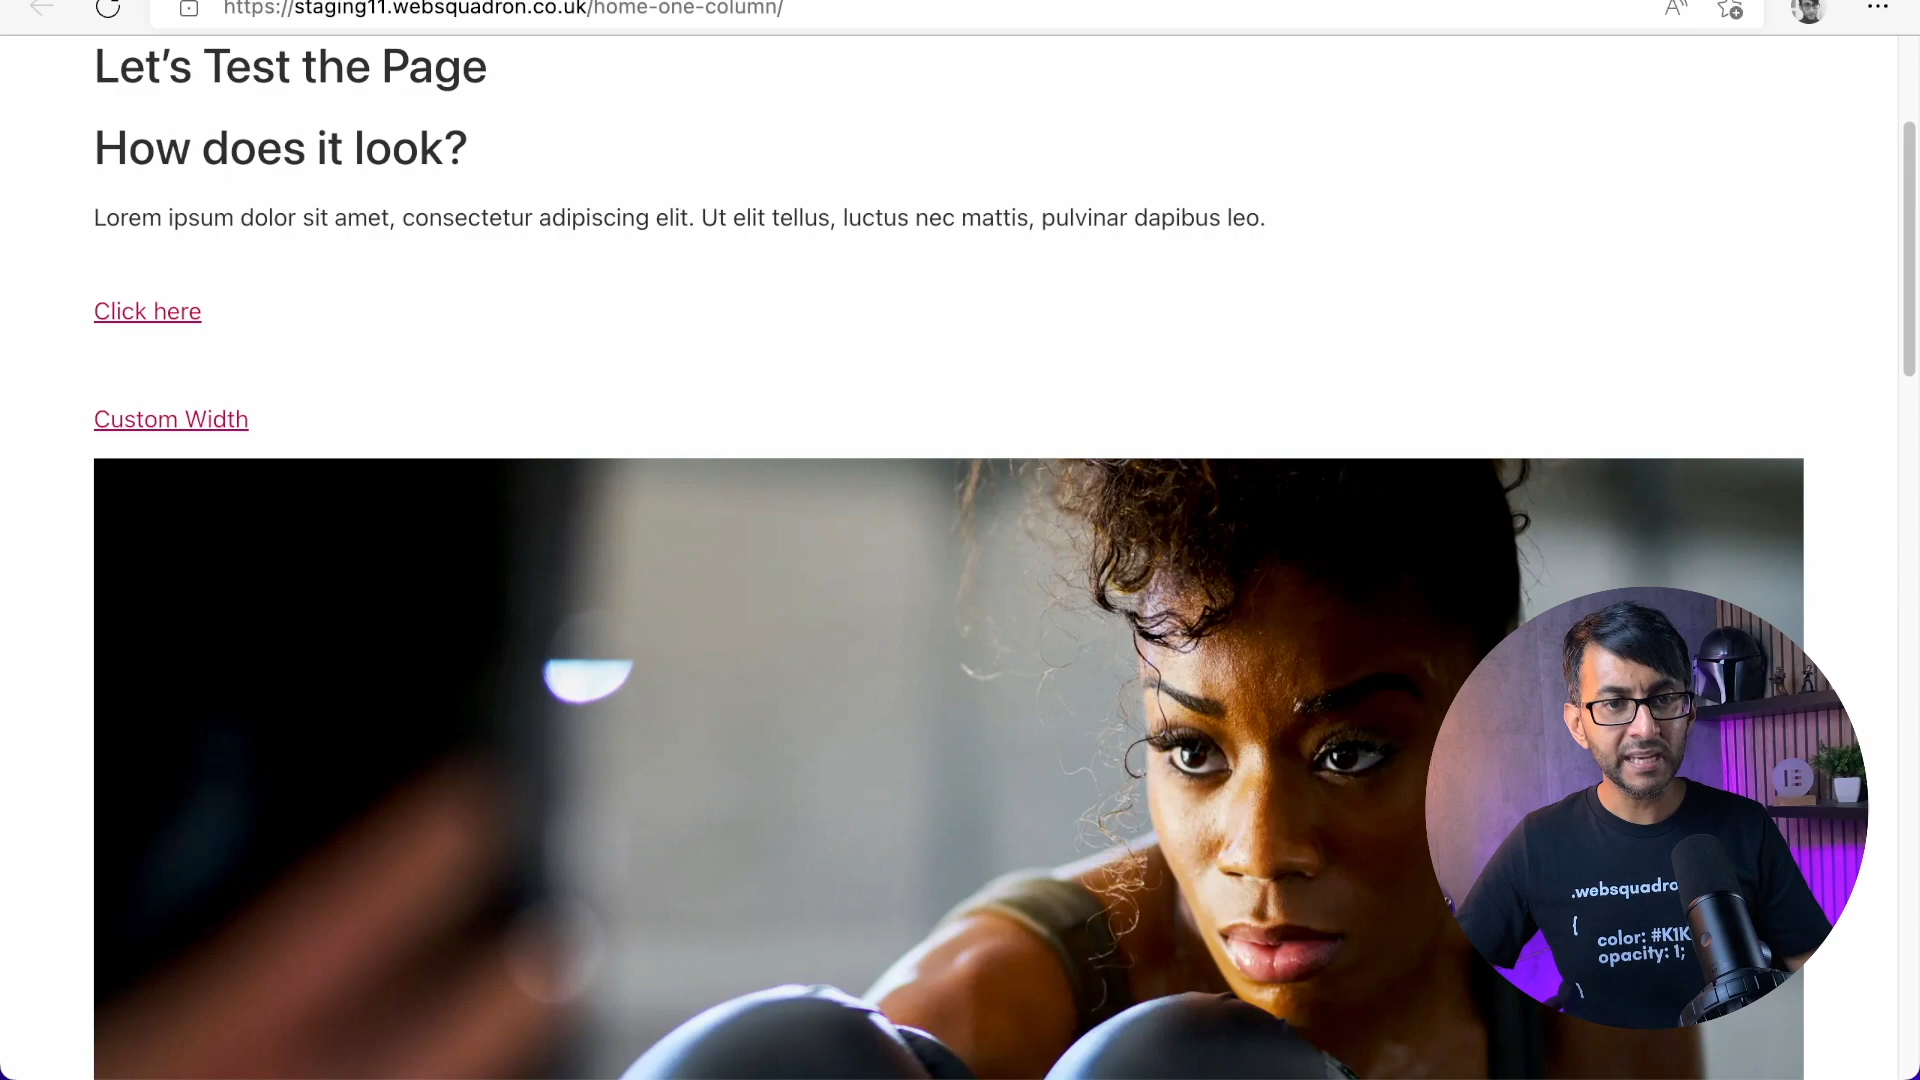 https://staging11.websquadron.co.uk/home-one-column/
Let’s Test the Page
How does it look?
Lorem ipsum dolor sit amet, consectetur adipiscing elit. Ut elit tellus, luctus nec mattis, pulvinar dapibus leo.
Click here
Custom Width
.websquadro
{
color: #K1K
opacity: 1;
}